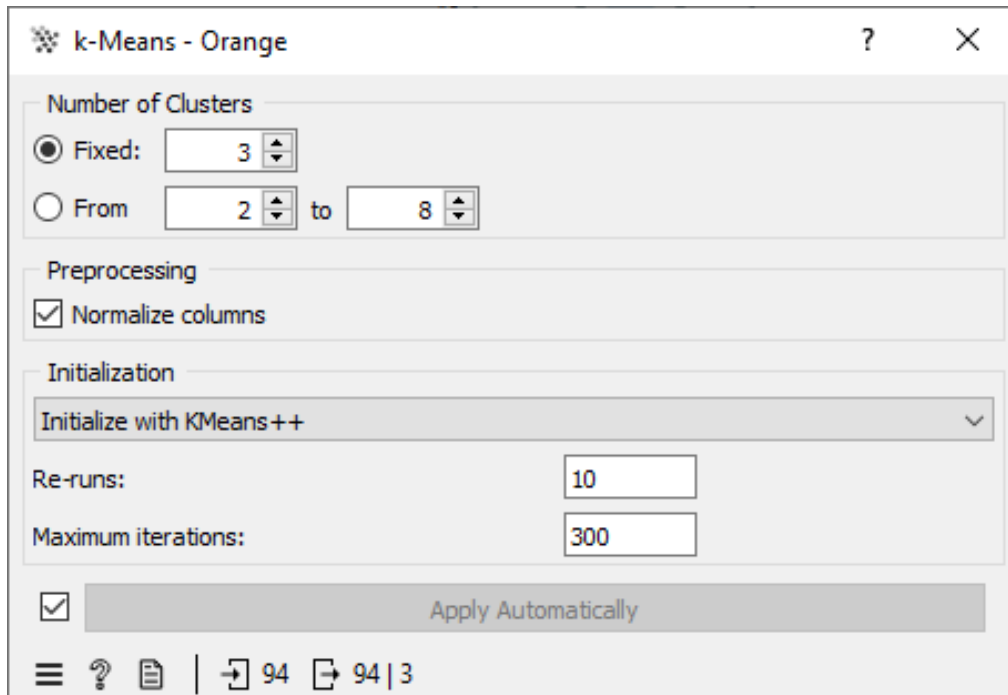 k-Means - Orange ?
Number of Clusters
Fixed: 3
From 2 to 8
Preprocessing
Normalize columns
Initialization
Initialize with KMeans++
Re-runs: 10
Maximum iterations: 300
Apply Automatically
? 94 94 | 3